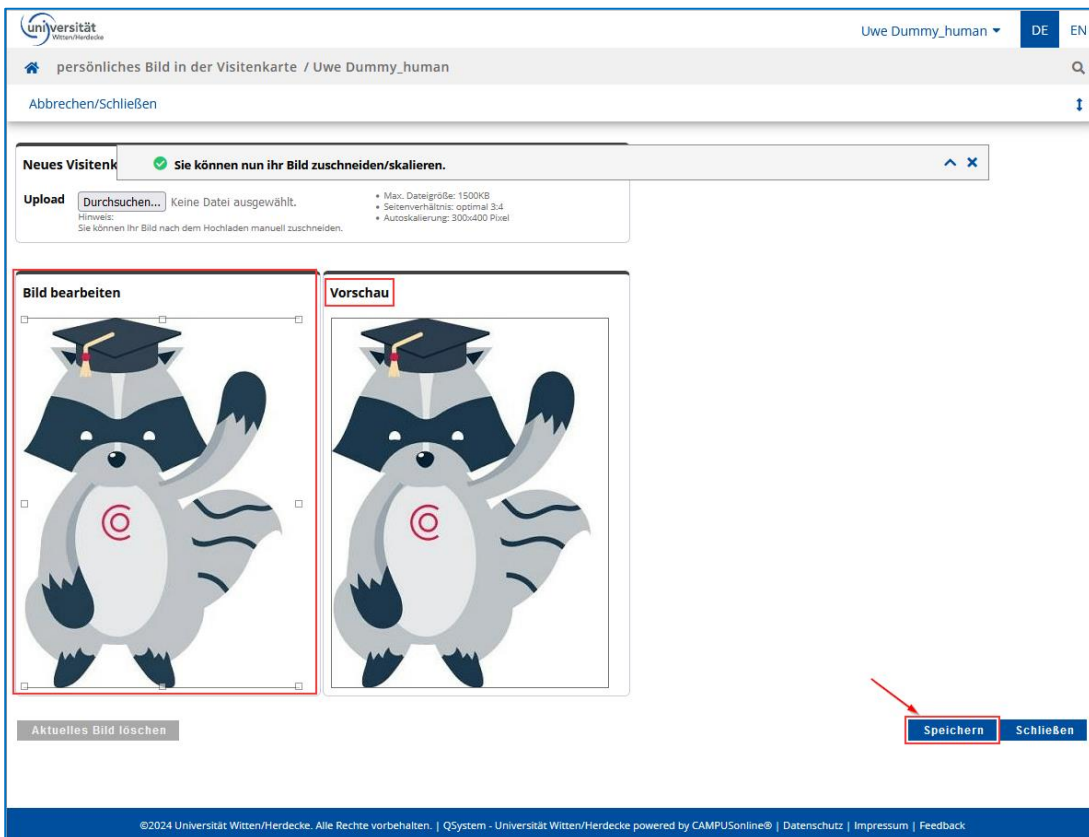 universität
Witten/Herdecke
Uwe Dummy_human
DE
EN
persönliches Bild in der Visitenkarte / Uwe Dummy_human
Abbrechen/Schließen
Neues Visitenk
Sie können nun ihr Bild zuschneiden/skalieren.
Upload
Durchsuchen...
Keine Datei ausgewählt.
Hinweis:
Sie können Ihr Bild nach dem Hochladen manuell zuschneiden.
• Max. Dateigröße: 1500KB
• Seitenverhältnis: optimal 3:4
• Autoskalierung: 300x400 Pixel
Bild bearbeiten
Vorschau
Aktuelles Bild löschen
Speichern
Schließen
©2024 Universität Witten/Herdecke. Alle Rechte vorbehalten. | QSystem - Universität Witten/Herdecke powered by CAMPUSonline® | Datenschutz | Impressum | Feedback